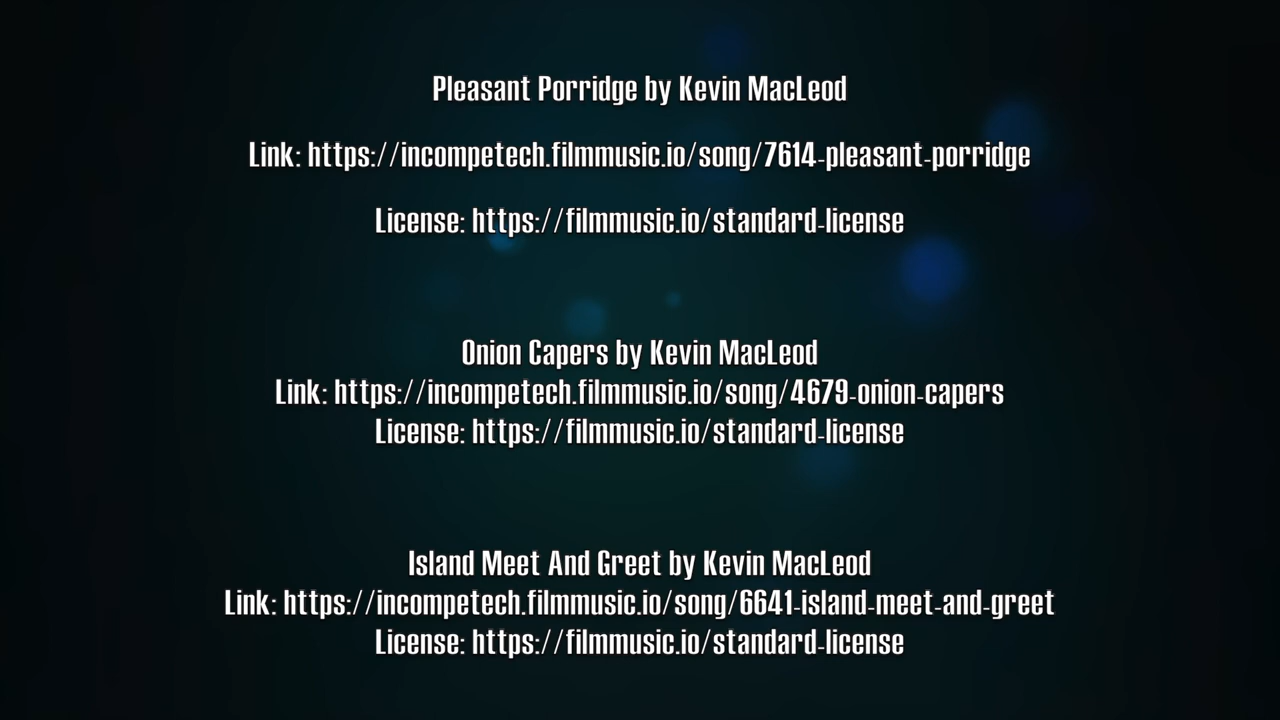 Pleasant Porridge by Kevin MacLeod
Link: https://incompetech.filmmusic.io/song/7614-pleasant-porridge
License: https://filmmusic.io/standard-license
Onion Capers by Kevin MacLeod
Link: https://incompetech.filmmusic.io/song/4679-onion-capers
License: https://filmmusic.io/standard-license
Island Meet And Greet by Kevin MacLeod
Link: https://incompetech.filmmusic.io/song/6641-island-meet-and-greet
License: https://filmmusic.io/standard-license